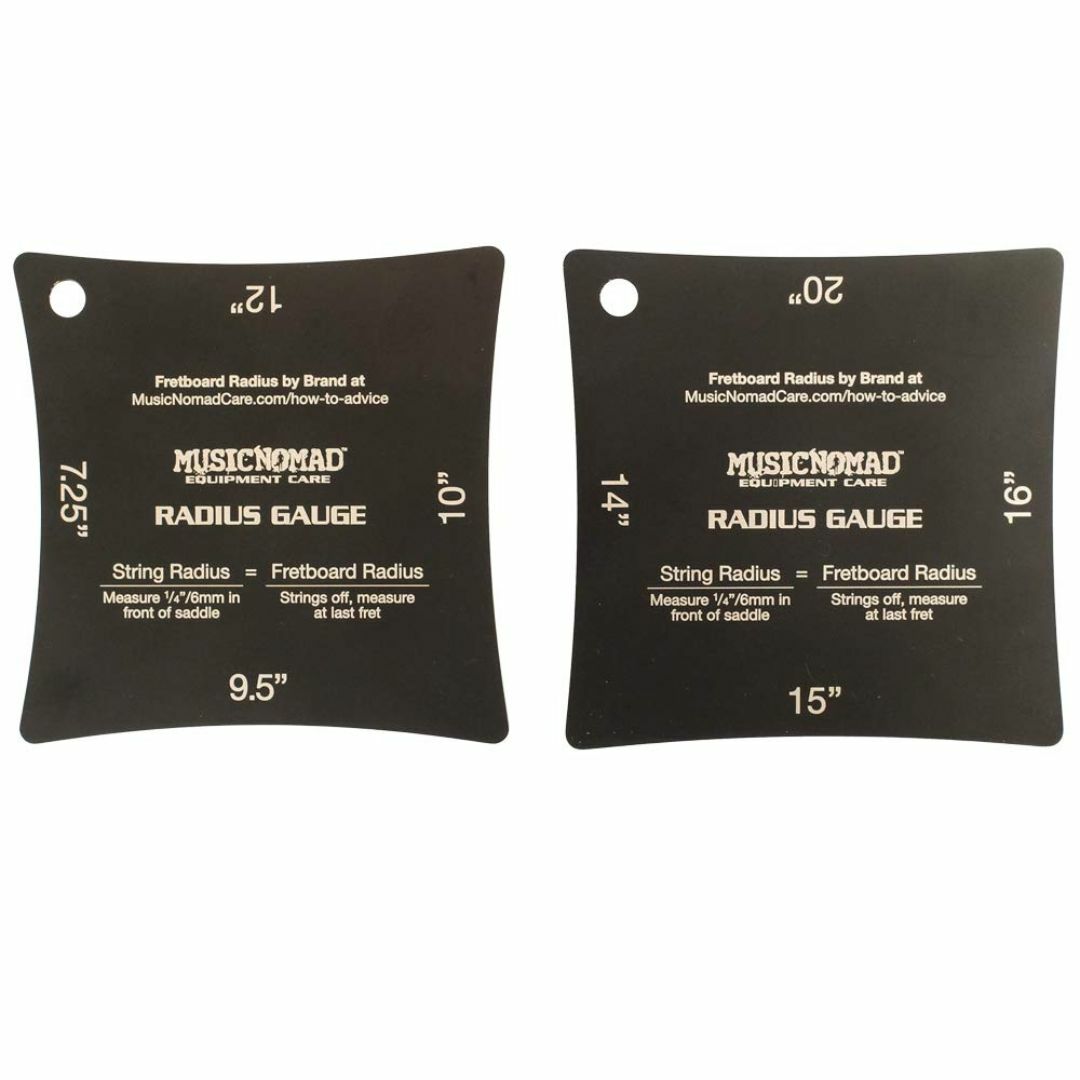 12”
Fretboard Radius by Brand at
MusicNomadCare.com/how-to-advice
7.25”
MUSICNOMAD™
EQUIPMENT CARE
RADIUS GAUGE
10”
String Radius = Fretboard Radius
Measure ¼”/6mm in
front of saddle
Strings off, measure
at last fret
9.5”
20”
Fretboard Radius by Brand at
MusicNomadCare.com/how-to-advice
14”
MUSICNOMAD™
EQUIPMENT CARE
RADIUS GAUGE
16”
String Radius = Fretboard Radius
Measure ¼”/6mm in
front of saddle
Strings off, measure
at last fret
15”